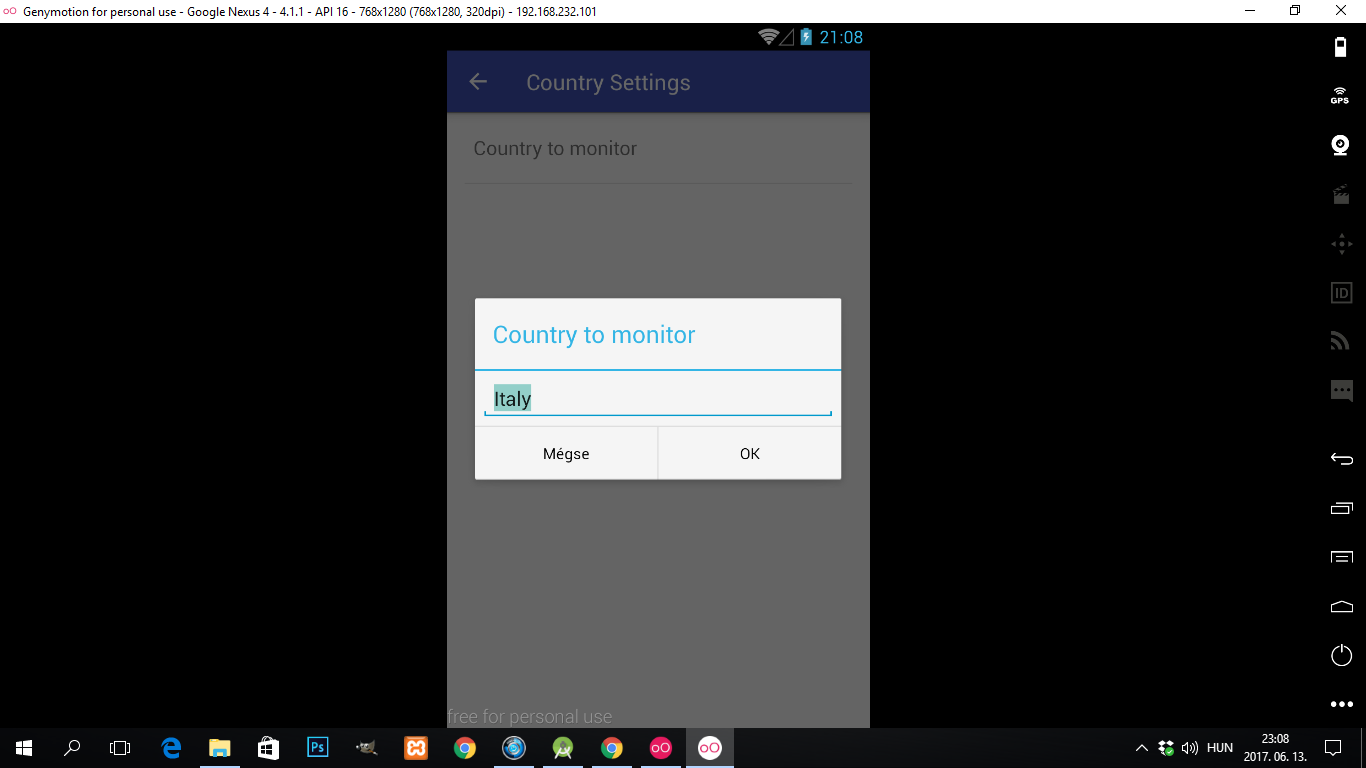 Genymotion for personal use - Google Nexus 4 - 4.1.1 - API 16 - 768x1280 (768x1280, 320dpi) - 192.168.232.101
21:08
Country Settings
GPS
Country to monitor
ID
Country to monitor
Italy
Mégse
OK
free for personal use
Ps
HUN
23:08
2017. 06. 13.